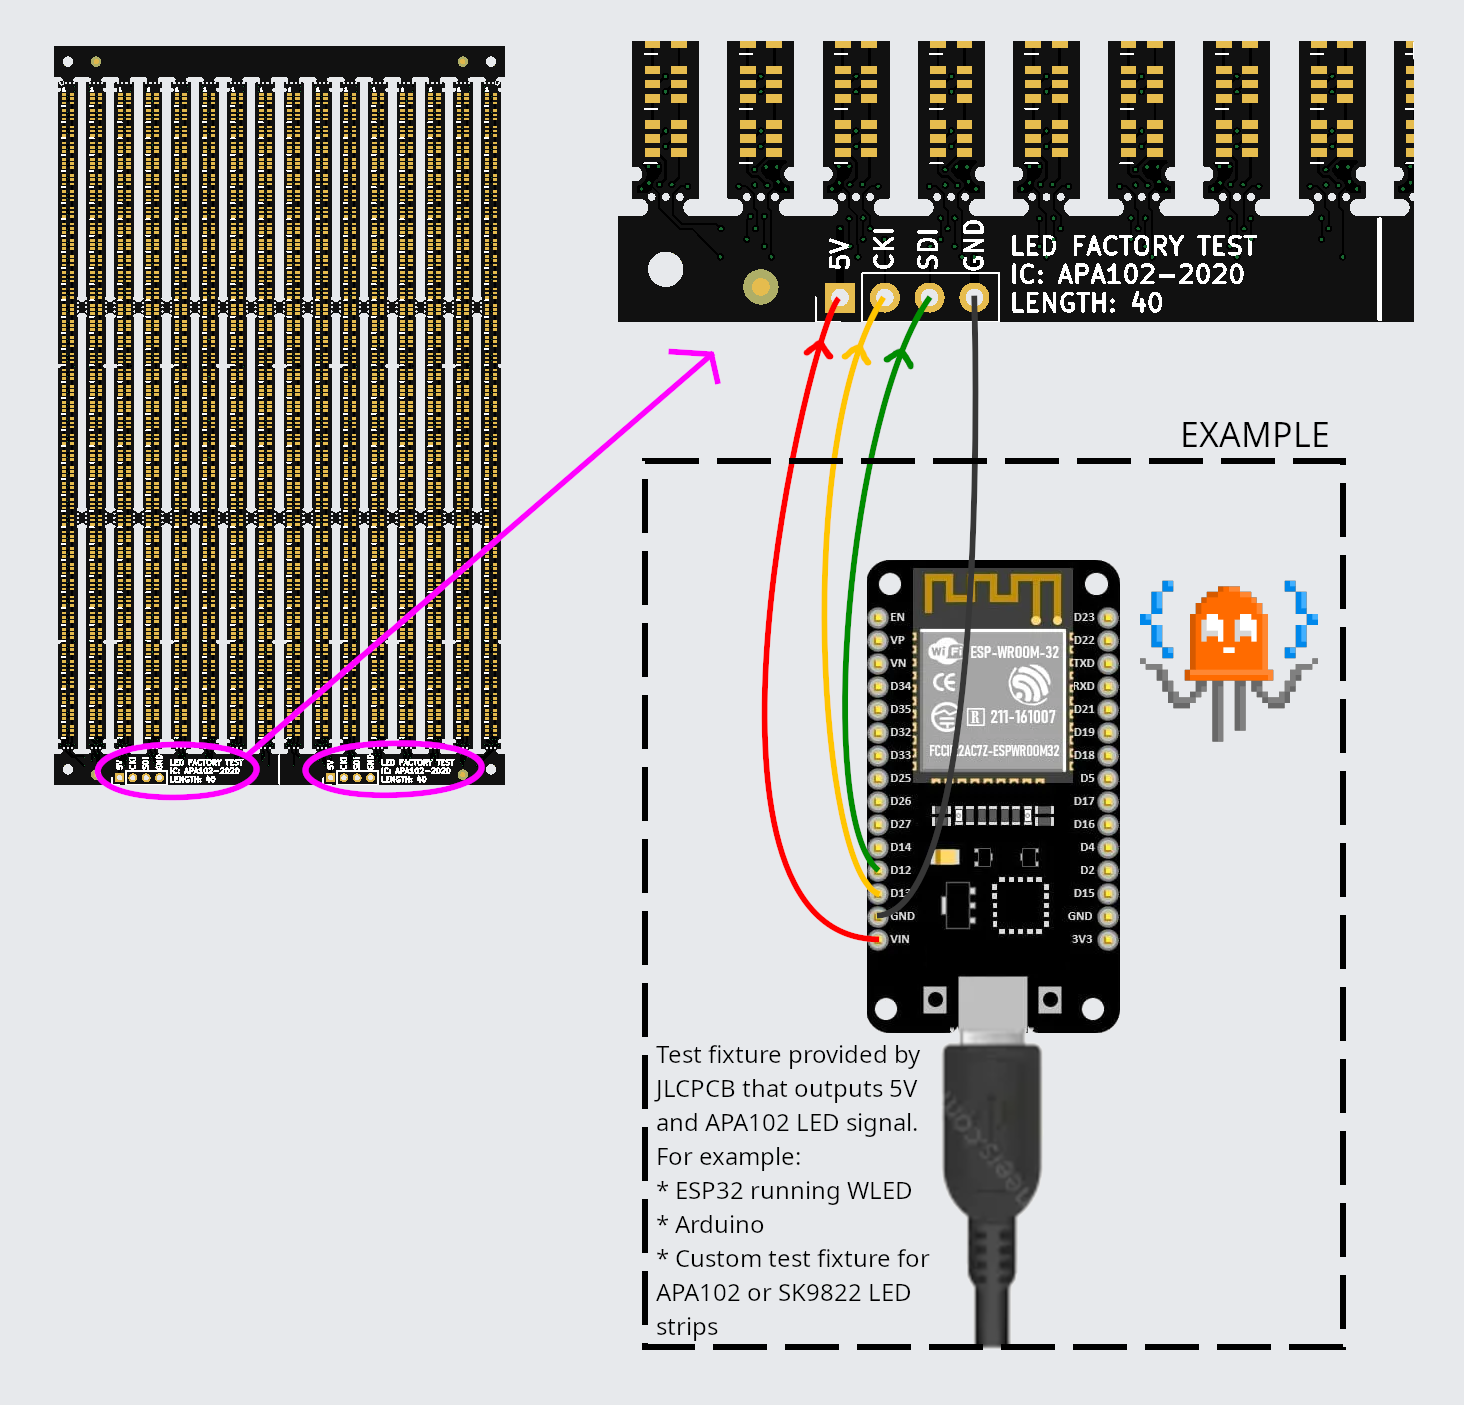 5V
CKI
SDI
GND
LED FACTORY TEST
IC: APA102-2020
LENGTH: 40
5V
CKI
SDI
GND
LED FACTORY TEST
IC: APA102-2020
LENGTH: 40
5V
CKI
SDI
GND
LED FACTORY TEST
IC: APA102-2020
LENGTH: 40
EXAMPLE
EN
VP
VN
D34
D35
D32
D33
D25
D26
D27
D14
D12
D13
GND
VIN
WiFi
ESP-WROOM-32
CE
R 211-161007
D23
D22
TXD
RXD
D21
D19
D18
D5
D17
D16
D4
D2
D15
GND
3V3
Test fixture provided by
JLCPCB that outputs 5V
and APA102 LED signal.
For example:
* ESP32 running WLED
* Arduino
* Custom test fixture for
APA102 or SK9822 LED
strips